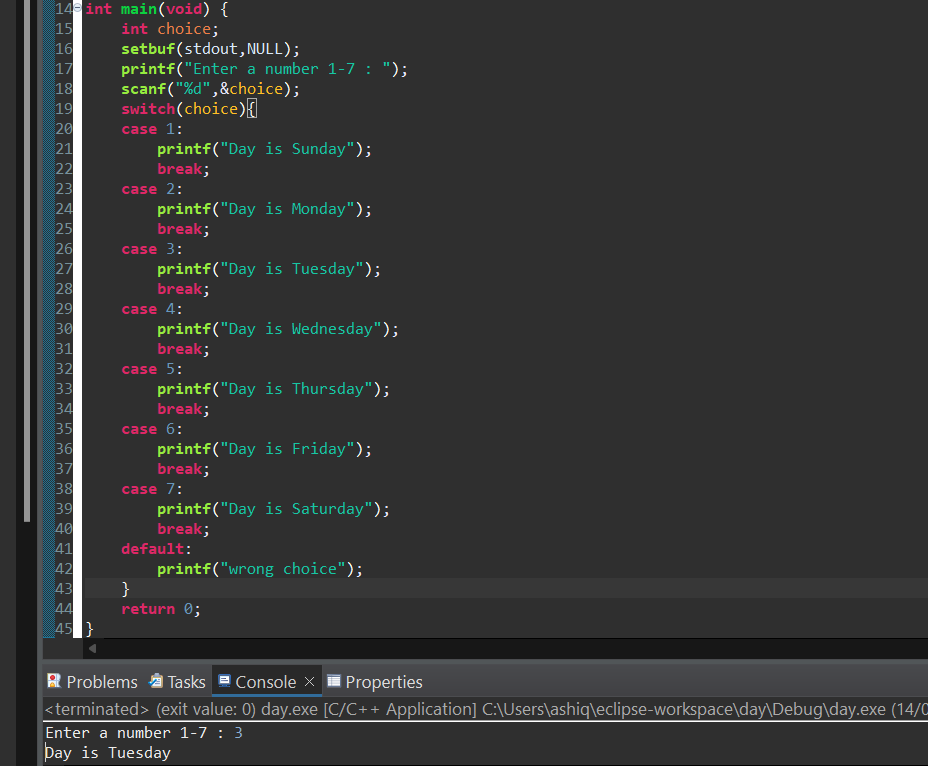 14 int main(void) {
15 int choice;
16 setbuf(stdout,NULL);
17 printf("Enter a number 1-7 : ");
18 scanf("%d",&choice);
19 switch(choice){
20 case 1:
21 printf("Day is Sunday");
22 break;
23 case 2:
24 printf("Day is Monday");
25 break;
26 case 3:
27 printf("Day is Tuesday");
28 break;
29 case 4:
30 printf("Day is Wednesday");
31 break;
32 case 5:
33 printf("Day is Thursday");
34 break;
35 case 6:
36 printf("Day is Friday");
37 break;
38 case 7:
39 printf("Day is Saturday");
40 break;
41 default:
42 printf("wrong choice");
43 }
44 return 0;
45 }
Problems Tasks Console Properties
<terminated> (exit value: 0) day.exe [C/C++ Application] C:\Users\ashiq\eclipse-workspace\day\Debug\day.exe (14/0
Enter a number 1-7 : 3
Day is Tuesday